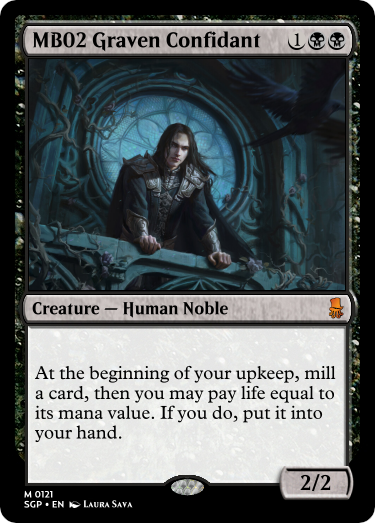 MB02 Graven Confidant 1
Creature — Human Noble
At the beginning of your upkeep, mill
a card, then you may pay life equal to
its mana value. If you do, put it into
your hand.
2/2
M 0121
SGP • EN Laura Sava